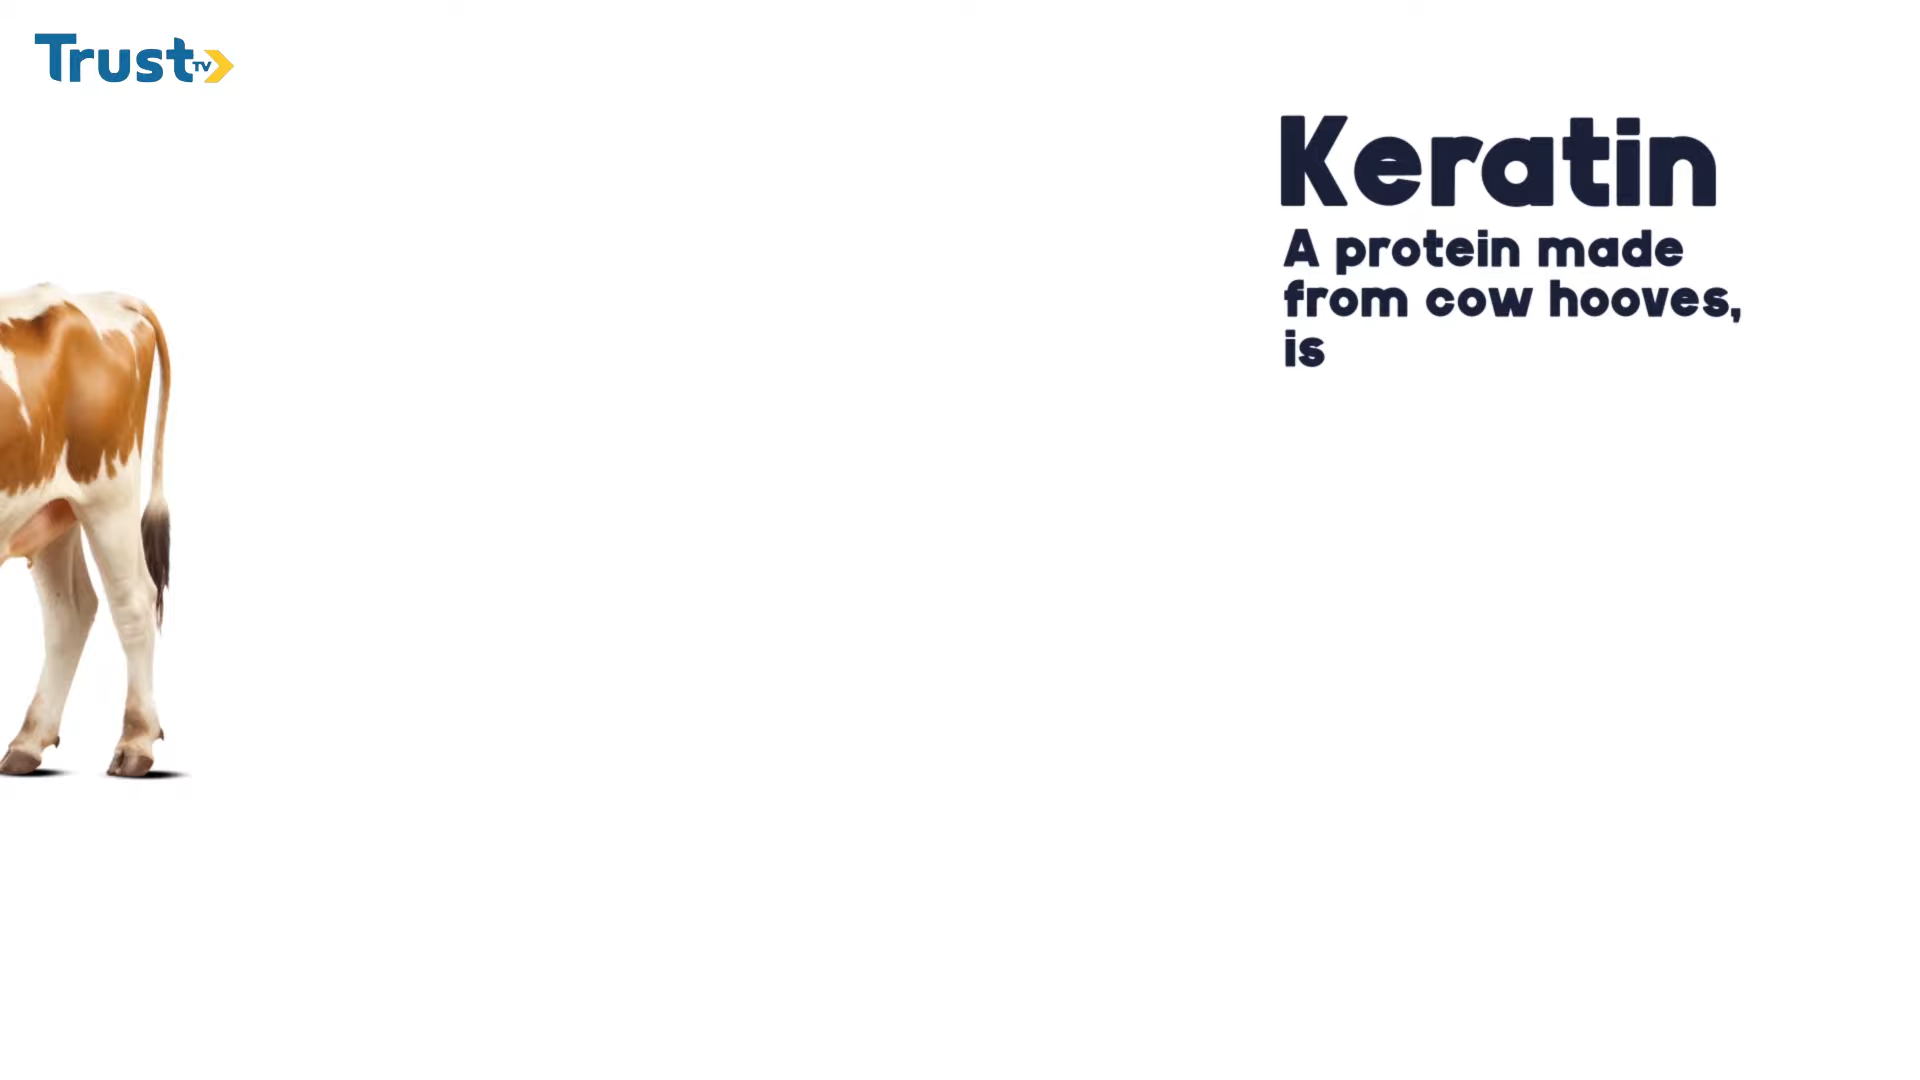 Trust TV
Keratin
A protein made
from cow hooves,
is